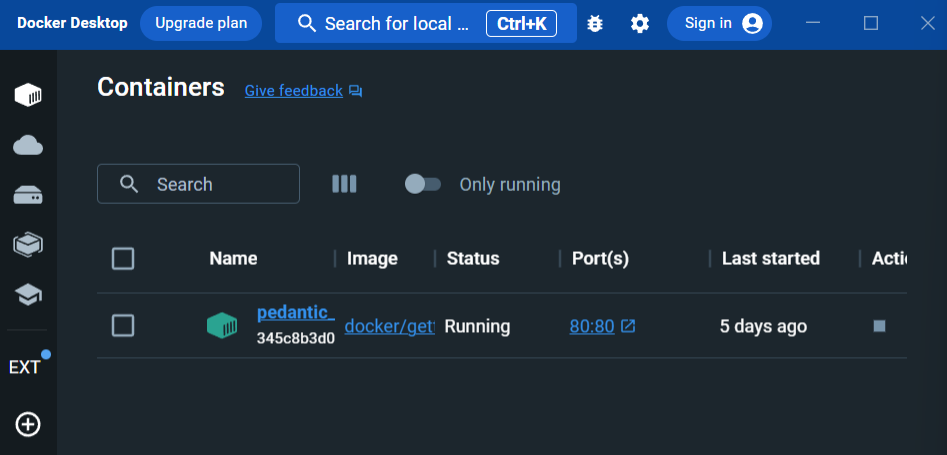 Docker Desktop Upgrade plan Search for local ... Ctrl+K Sign in
Containers Give feedback
Search Only running
Name Image Status Port(s) Last started
pedantic_ docker/get Running 80:80 5 days ago
345c8b3d0
EXT